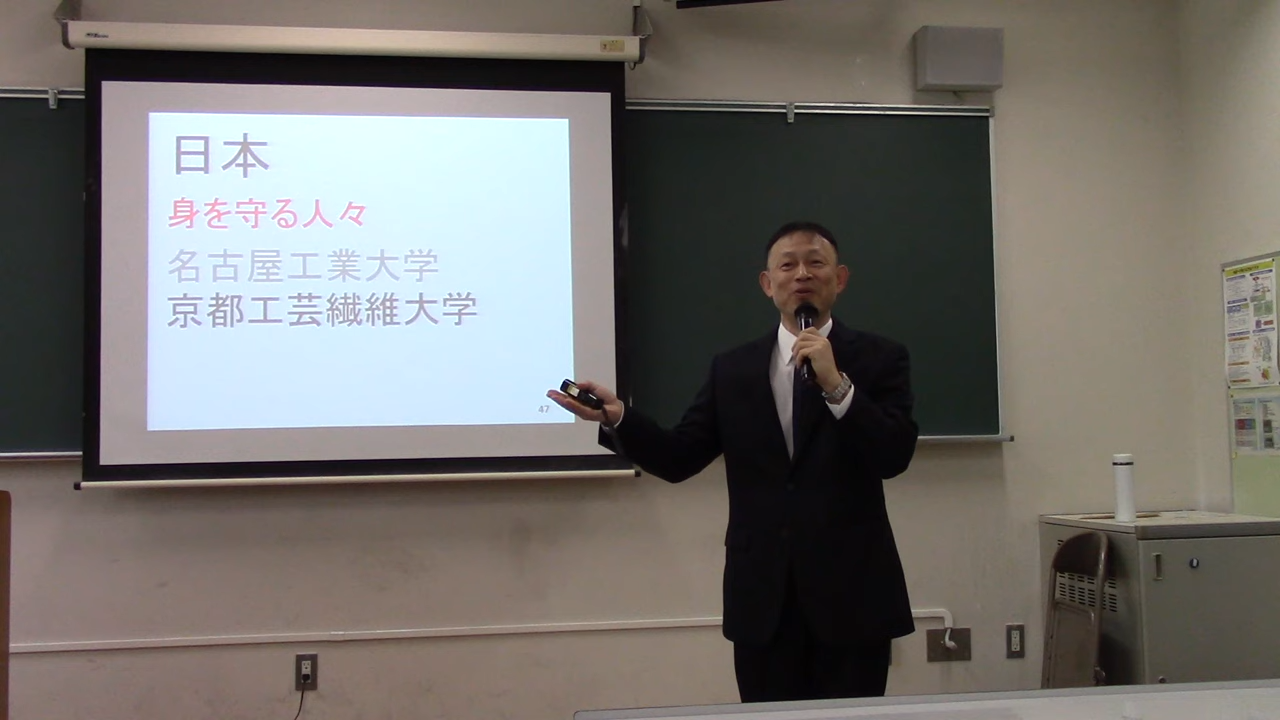 日本
身を守る人々
名古屋工業大学
京都工芸繊維大学
47